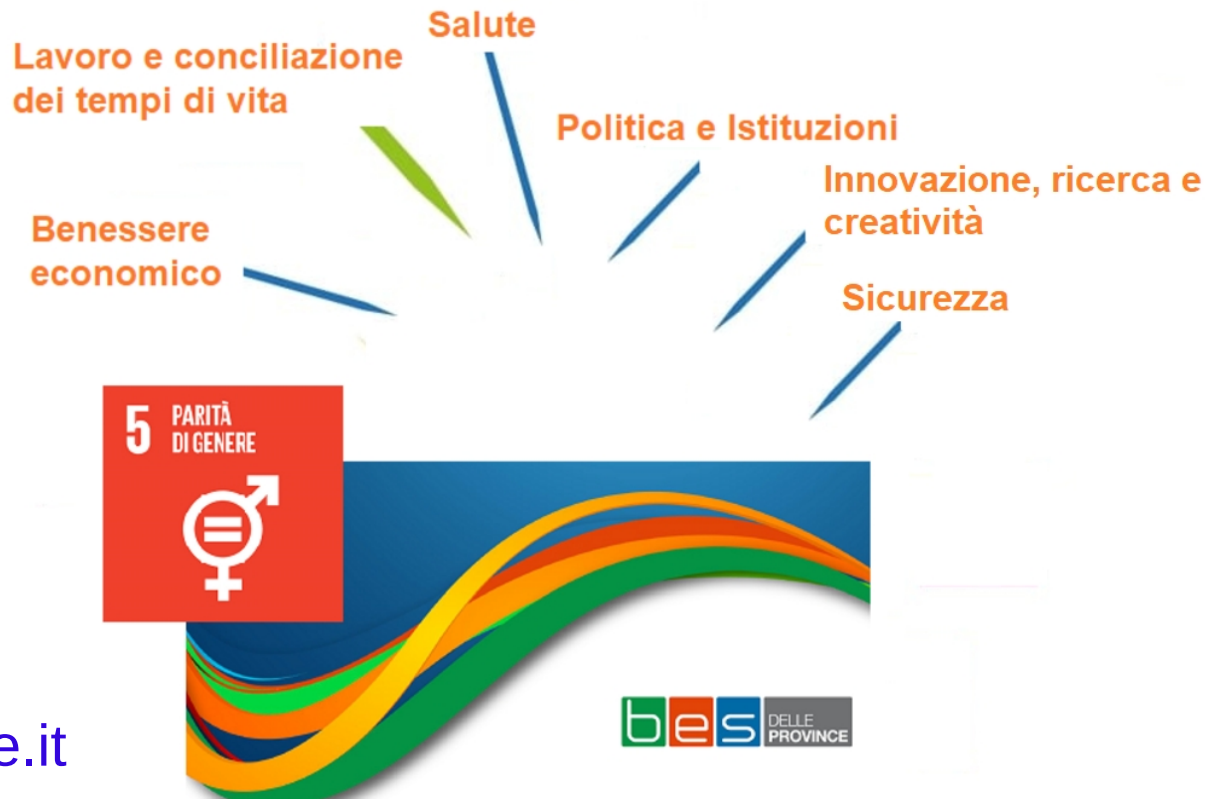 Salute
Lavoro e conciliazione
dei tempi di vita
Politica e Istituzioni
Innovazione, ricerca e
creatività
Benessere
economico
Sicurezza
5 PARITÀ
DI GENERE
bes DELLE
PROVINCE
e.it